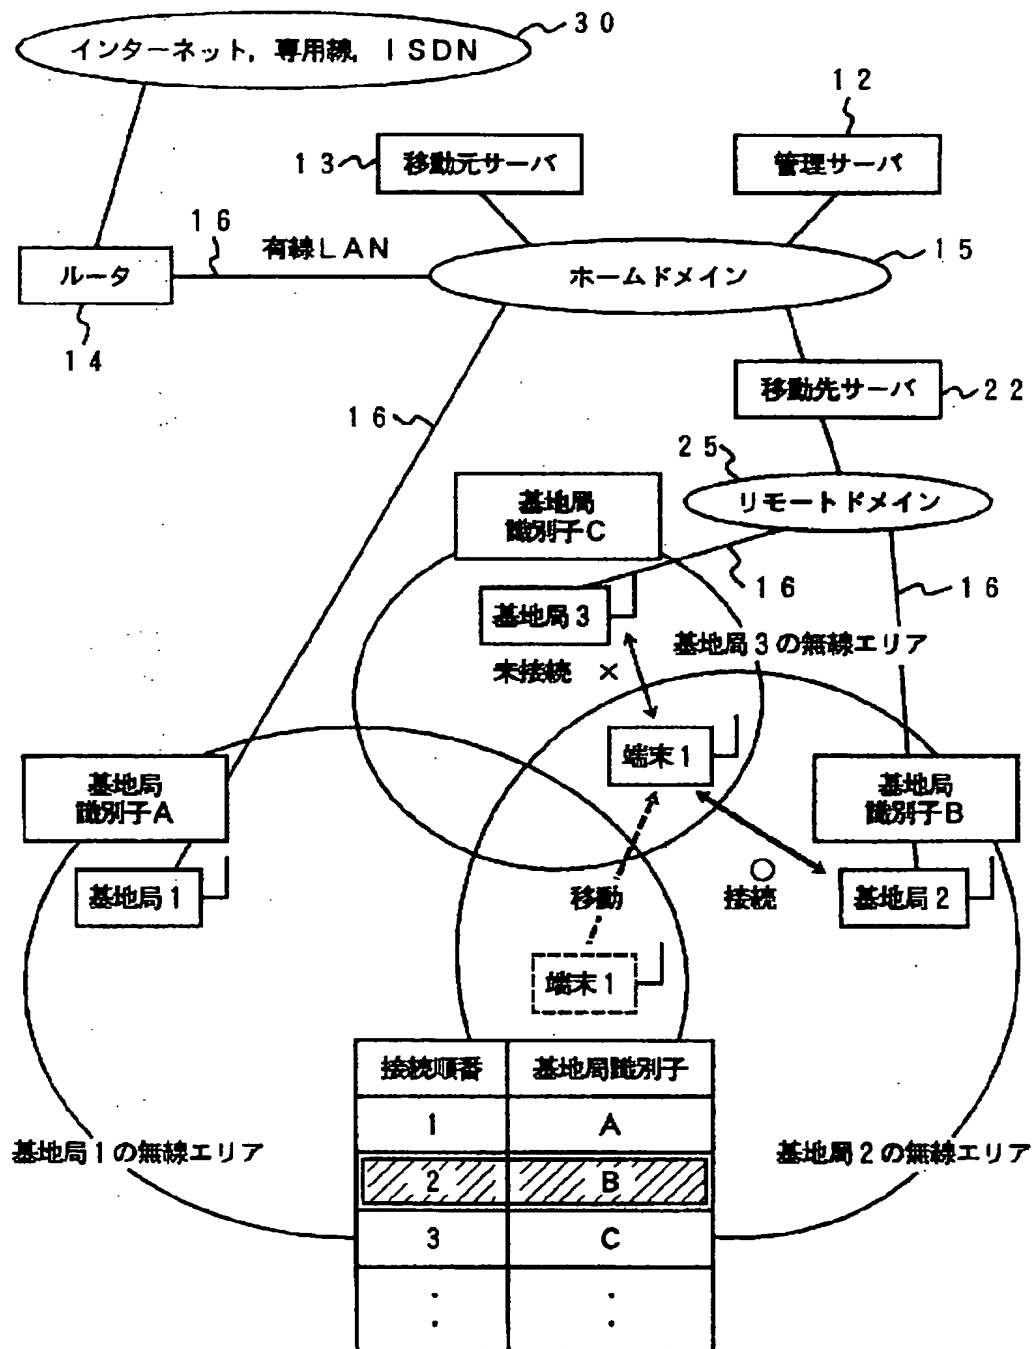 30
インターネット,専用線,ISDN
12
13
移動元サーバ
管理サーバ
16
有線LAN
15
ルータ
ホームドメイン
14
移動先サーバ
22
16
25
リモートドメイン
基地局
識別子C
16
16
基地局3
基地局3の無線エリア
未接続 ×
端末1
基地局
識別子A
基地局
識別子B
基地局1
移動
接続
○
基地局2
端末1
接続順番 基地局識別子
1 A
基地局1の無線エリア
基地局2の無線エリア
2 B
3 C
: :